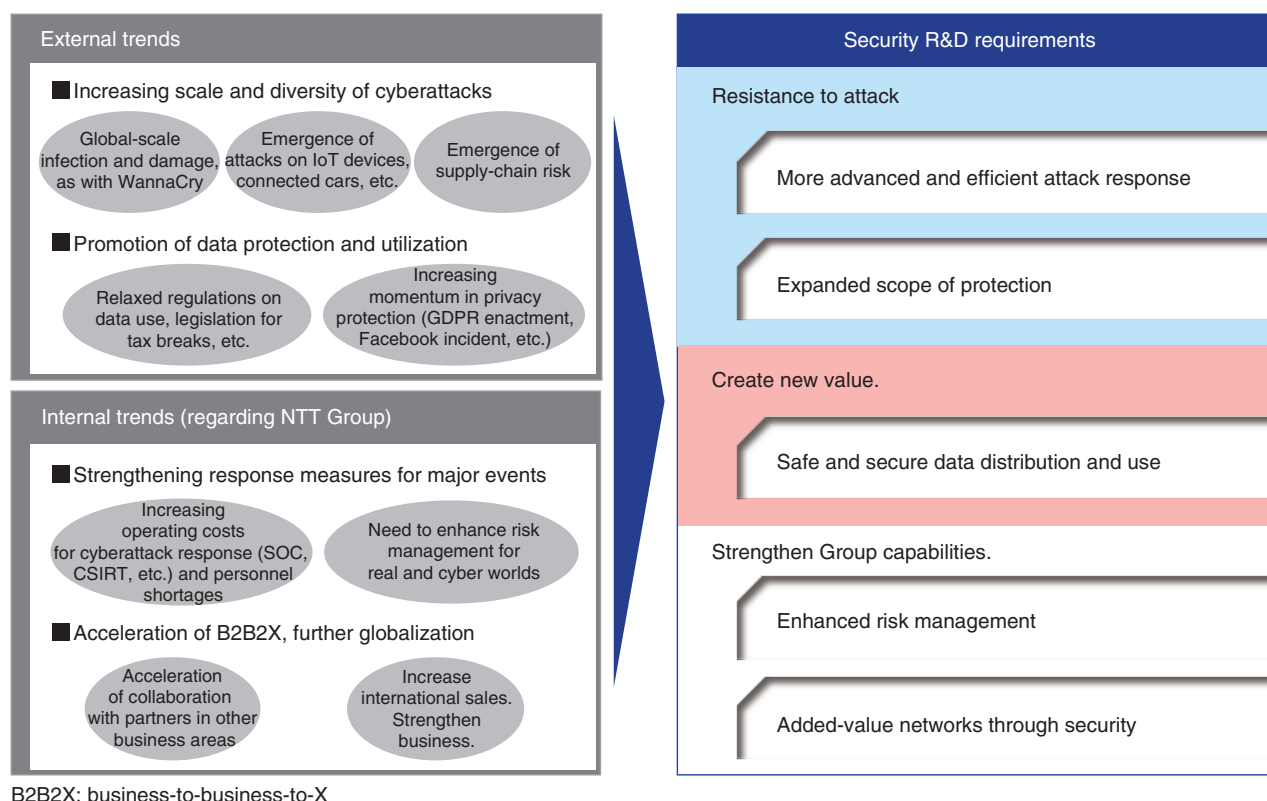 External trends
■ Increasing scale and diversity of cyberattacks
Global-scale
infection and damage,
as with WannaCry
Emergence of
attacks on IoT devices,
connected cars, etc.
Emergence of
supply-chain risk
■ Promotion of data protection and utilization
Relaxed regulations on
data use, legislation for
tax breaks, etc.
Increasing
momentum in privacy
protection (GDPR enactment,
Facebook incident, etc.)
Internal trends (regarding NTT Group)
■ Strengthening response measures for major events
Increasing
operating costs
for cyberattack response (SOC,
CSIRT, etc.) and personnel
shortages
Need to enhance risk
management for
real and cyber worlds
■ Acceleration of B2B2X, further globalization
Acceleration
of collaboration
with partners in other
business areas
Increase
international sales.
Strengthen
business.
Security R&D requirements
Resistance to attack
More advanced and efficient attack response
Expanded scope of protection
Create new value.
Safe and secure data distribution and use
Strengthen Group capabilities.
Enhanced risk management
Added-value networks through security
B2B2X: business-to-business-to-X